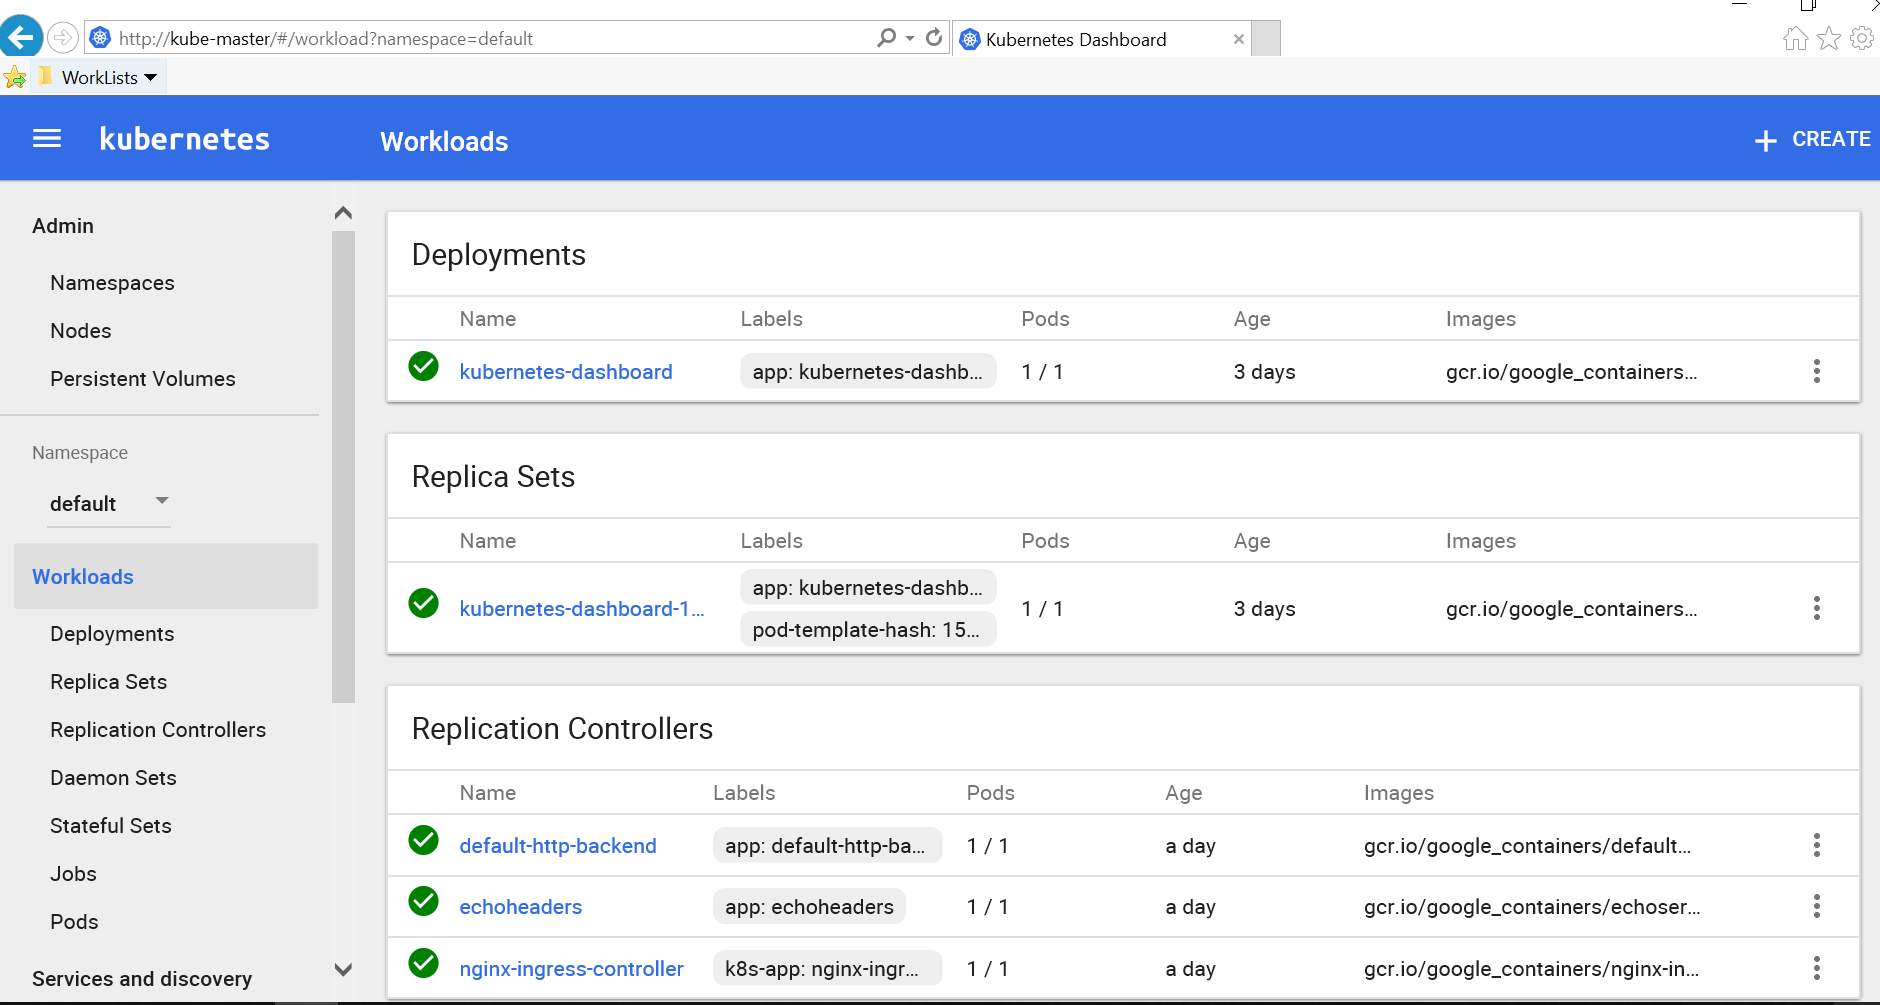 http://kube-master/#/workload?namespace=default
Kubernetes Dashboard
WorkLists
kubernetes
Workloads
CREATE
Admin
Namespaces
Nodes
Persistent Volumes
Namespace
default
Workloads
Deployments
Replica Sets
Replication Controllers
Daemon Sets
Stateful Sets
Jobs
Pods
Services and discovery
Deployments
Name Labels Pods Age Images
kubernetes-dashboard app: kubernetes-dashb... 1 / 1 3 days gcr.io/google_containers...
Replica Sets
Name Labels Pods Age Images
app: kubernetes-dashb...
kubernetes-dashboard-1... 1 / 1 3 days gcr.io/google_containers...
pod-template-hash: 15...
Replication Controllers
Name Labels Pods Age Images
default-http-backend app: default-http-ba... 1 / 1 a day gcr.io/google_containers/default...
echoheaders app: echoheaders 1 / 1 a day gcr.io/google_containers/echoser...
nginx-ingress-controller k8s-app: nginx-ingr... 1 / 1 a day gcr.io/google_containers/nginx-in...